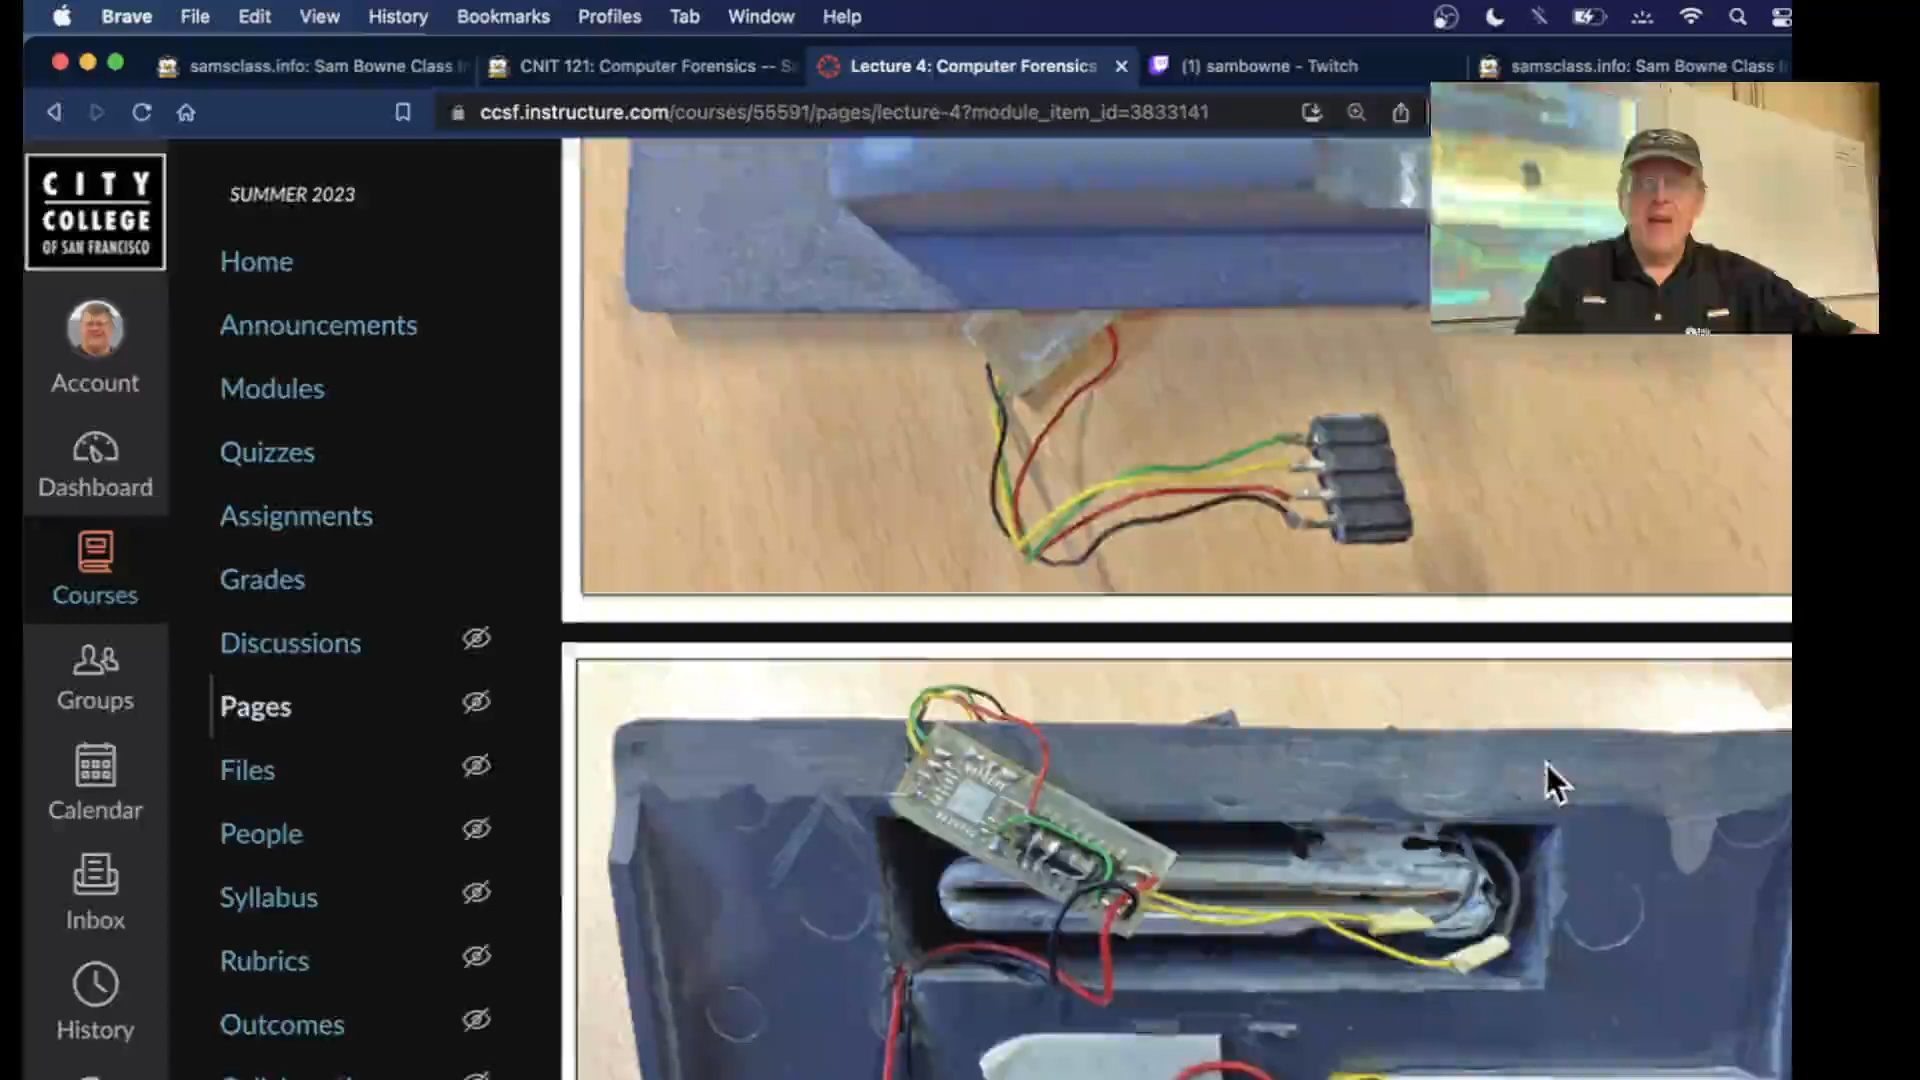 Brave File Edit View History Bookmarks Profiles Tab Window Help
samsclass.info: Sam Bowne Class I
CNIT 121: Computer Forensics -- S
Lecture 4: Computer Forensics
(1) sambowne - Twitch
samsclass.info: Sam Bowne Class I
ccsf.instructure.com/courses/55591/pages/lecture-4?module_item_id=3833141
CITY
COLLEGE
OF SAN FRANCISCO
Account
Dashboard
Courses
Groups
Calendar
Inbox
History
SUMMER 2023
Home
Announcements
Modules
Quizzes
Assignments
Grades
Discussions
Pages
Files
People
Syllabus
Rubrics
Outcomes